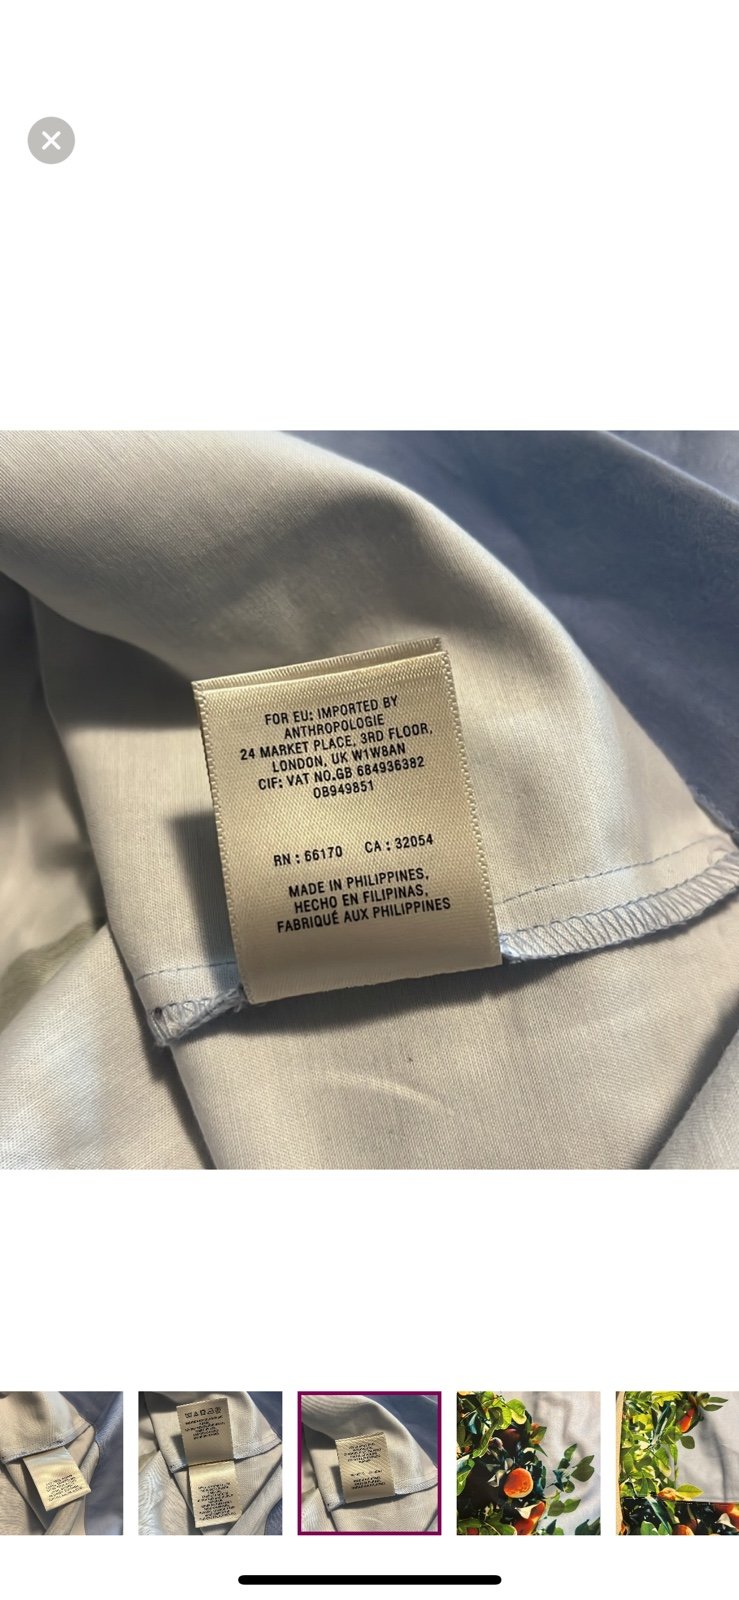 FOR EU: IMPORTED BY
ANTHROPOLOGIE
24 MARKET PLACE, 3RD FLOOR,
LONDON, UK W1W8AN
CIF: VAT NO.GB 684936382
0B949851
RN : 66170 CA : 32054
MADE IN PHILIPPINES,
HECHO EN FILIPINAS,
FABRIQUÉ AUX PHILIPPINES